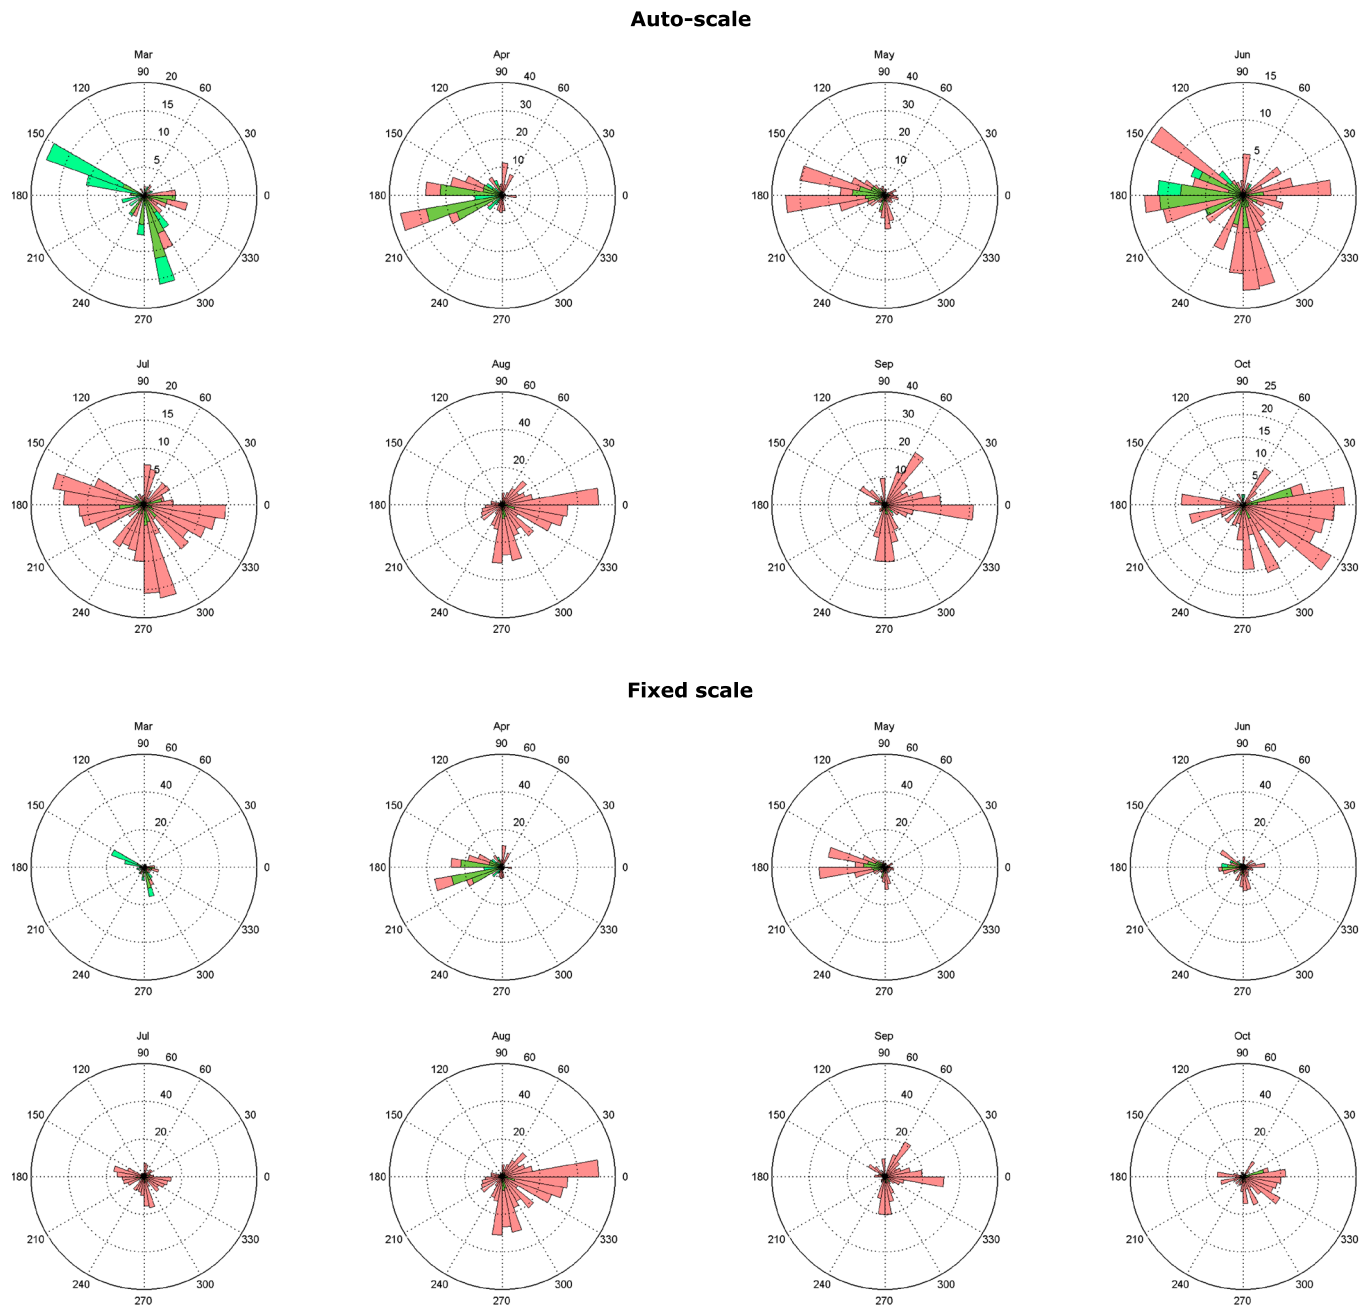 Auto-scale
Mar Apr May Jun
90 20 90 40 90 40 90 15
120 60 120 60 120 60 120 60
15 30 30 10
150 10 30 150 20 30 150 20 30 150 30
5 10 10 5
180 0 180 0 180 0 180 0
210 330 210 330 210 330 210 330
240 300 240 300 240 300 240 300
270 270 270 270
Jul Aug Sep Oct
90 20 90 60 90 40 90 25
120 60 120 60 120 60 120 60
15 40 30 20
150 10 30 150 30 150 20 30 150 15 30
10
5 20 10 5
180 0 180 0 180 0 180 0
210 330 210 330 210 330 210 330
240 300 240 300 240 300 240 300
270 270 270 270
Fixed scale
Mar Apr May Jun
90 60 90 60 90 60 90 60
120 60 120 60 120 60 120 60
40 40 40 40
150 30 150 30 150 30 150 30
20 20 20 20
180 0 180 0 180 0 180 0
210 330 210 330 210 330 210 330
240 300 240 300 240 300 240 300
270 270 270 270
Jul Aug Sep Oct
90 60 90 60 90 60 90 60
120 60 120 60 120 60 120 60
40 40 40 40
150 30 150 30 150 30 150 30
20 20 20 20
180 0 180 0 180 0 180 0
210 330 210 330 210 330 210 330
240 300 240 300 240 300 240 300
270 270 270 270